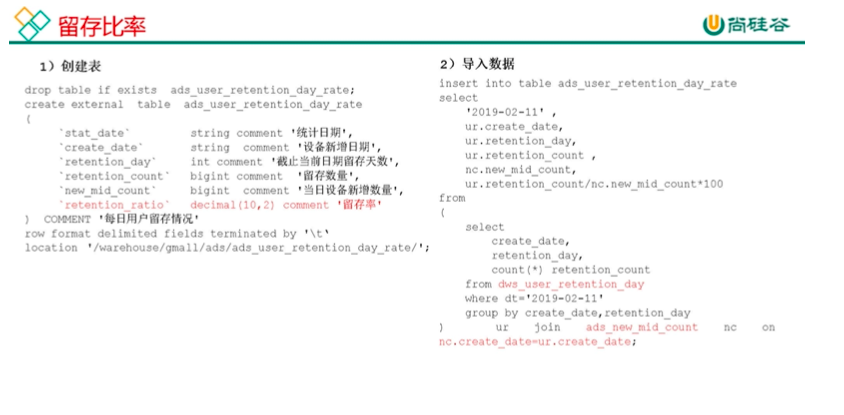 留存比率
尚硅谷
1）创建表
drop table if exists ads_user_retention_day_rate;
create external table ads_user_retention_day_rate
(
`stat_date` string comment '统计日期',
`create_date` string comment '设备新增日期',
`retention_day` int comment '截止当前日期留存天数',
`retention_count` bigint comment '留存数量',
`new_mid_count` bigint comment '当日设备新增数量',
`retention_ratio` decimal(10,2) comment '留存率'
) COMMENT '每日用户留存情况'
row format delimited fields terminated by '\t'
location '/warehouse/gmall/ads/ads_user_retention_day_rate/';
2）导入数据
insert into table ads_user_retention_day_rate
select
'2019-02-11' ,
ur.create_date,
ur.retention_day,
ur.retention_count ,
nc.new_mid_count,
ur.retention_count/nc.new_mid_count*100
from
(
select
create_date,
retention_day,
count(*) retention_count
from dws_user_retention_day
where dt='2019-02-11'
group by create_date,retention_day
) ur join ads_new_mid_count nc on
nc.create_date=ur.create_date;